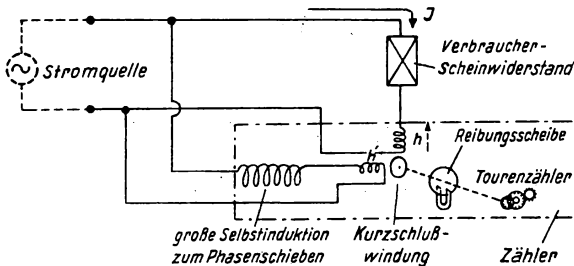 J
Verbraucher-
Scheinwiderstand
Stromquelle
h
Reibungsscheibe
H
Tourenzähler
große Selbstinduktion
zum Phasenschieben
Kurzschluß-
windung
Zähler